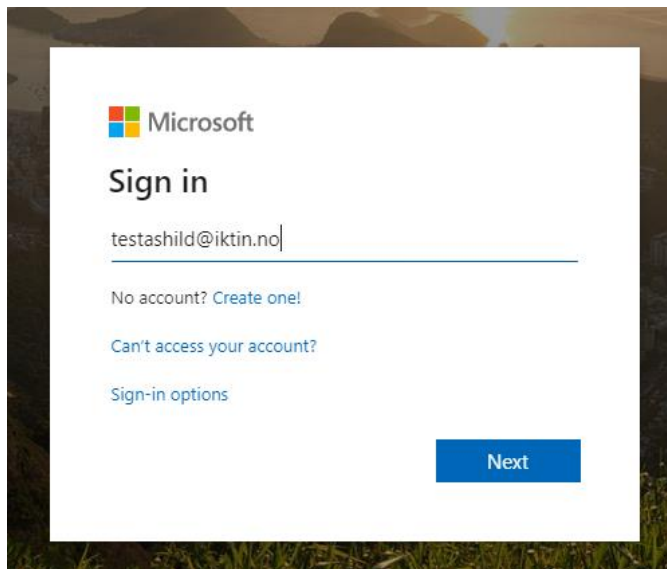 Microsoft
Sign in
testashild@iktin.no
No account? Create one!
Can't access your account?
Sign-in options
Next